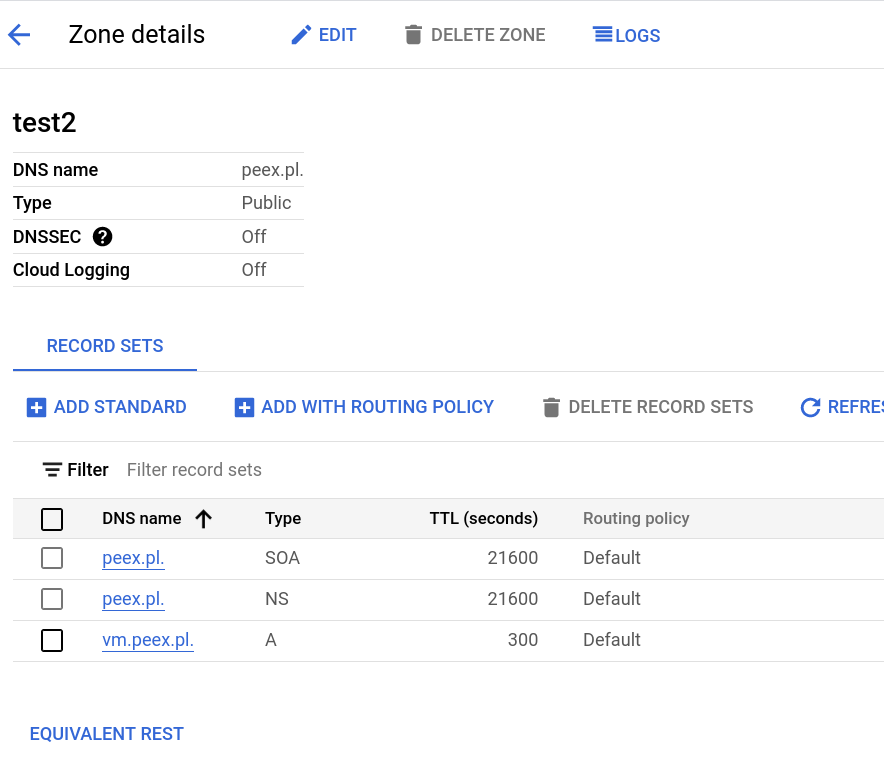 Zone details EDIT DELETE ZONE LOGS
test2
DNS name peex.pl.
Type Public
DNSSEC ? Off
Cloud Logging Off
RECORD SETS
ADD STANDARD ADD WITH ROUTING POLICY DELETE RECORD SETS REFRES
Filter Filter record sets
DNS name Type TTL (seconds) Routing policy
peex.pl. SOA 21600 Default
peex.pl. NS 21600 Default
vm.peex.pl. A 300 Default
EQUIVALENT REST